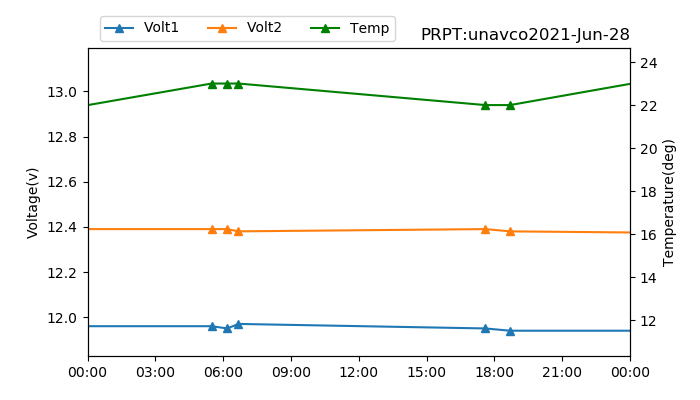 Volt1 Volt2 Temp
PRPT:unavco2021-Jun-28
Voltage(v)
13.0
12.8
12.6
12.4
12.2
12.0
24
22
20
18
16
14
12
Temperature(deg)
00:00 03:00 06:00 09:00 12:00 15:00 18:00 21:00 00:00